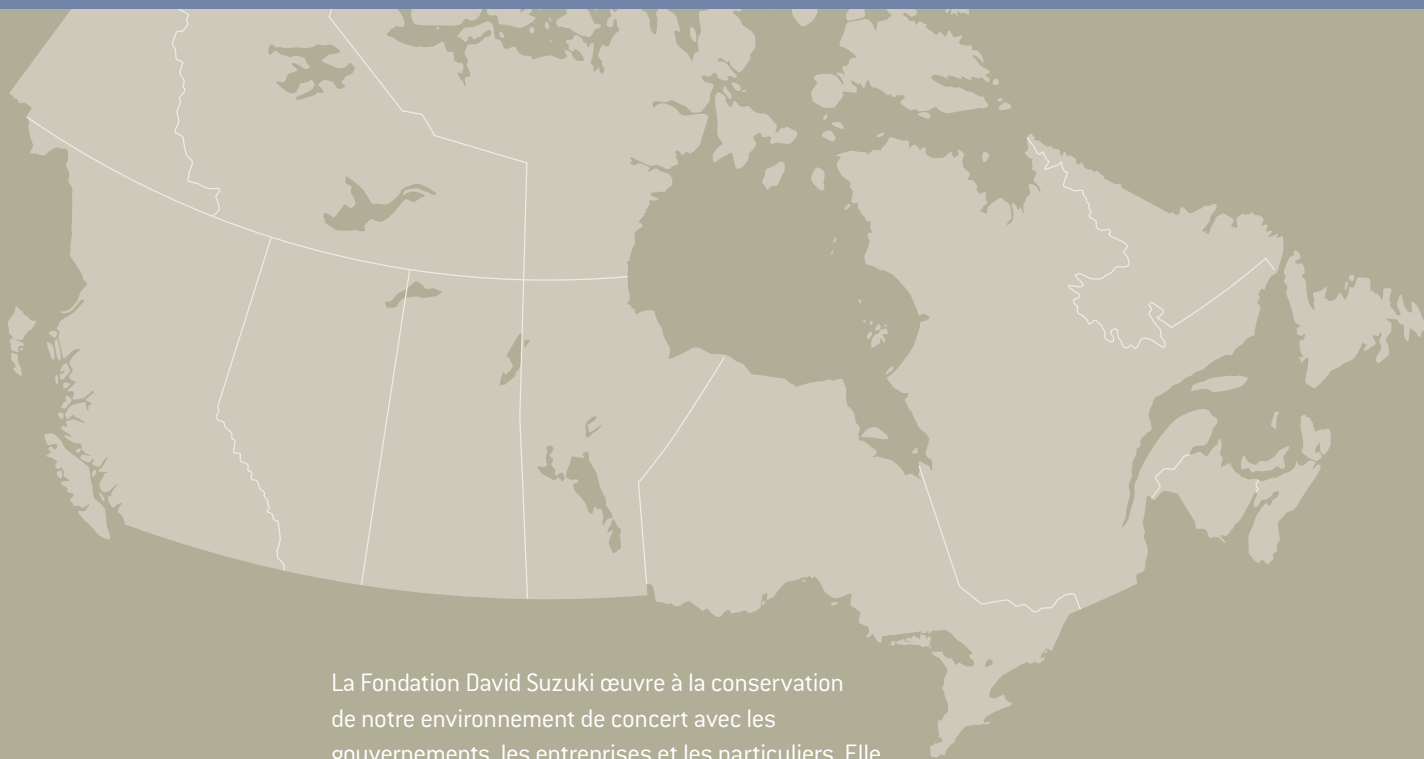 La Fondation David Suzuki œuvre à la conservation
de notre environnement de concert avec les
gouvernements, les entreprises et les particuliers. Elle